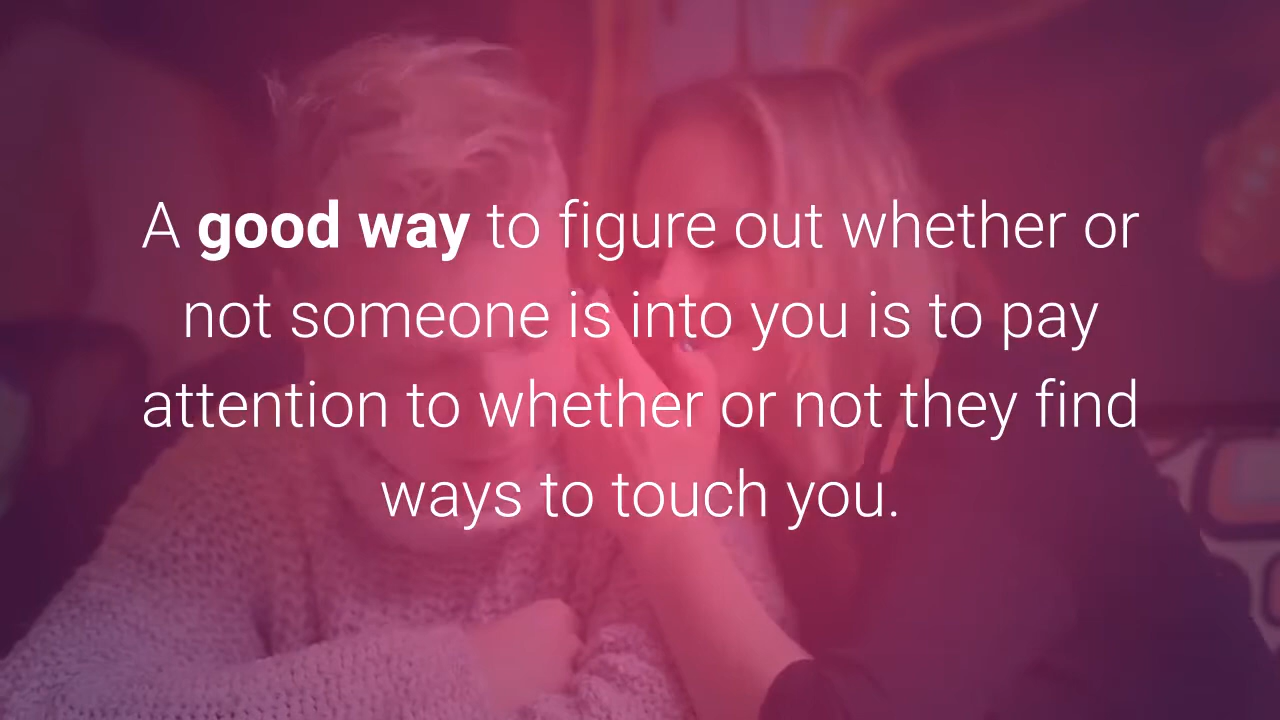 A good way to figure out whether or
not someone is into you is to pay
attention to whether or not they find
ways to touch you.